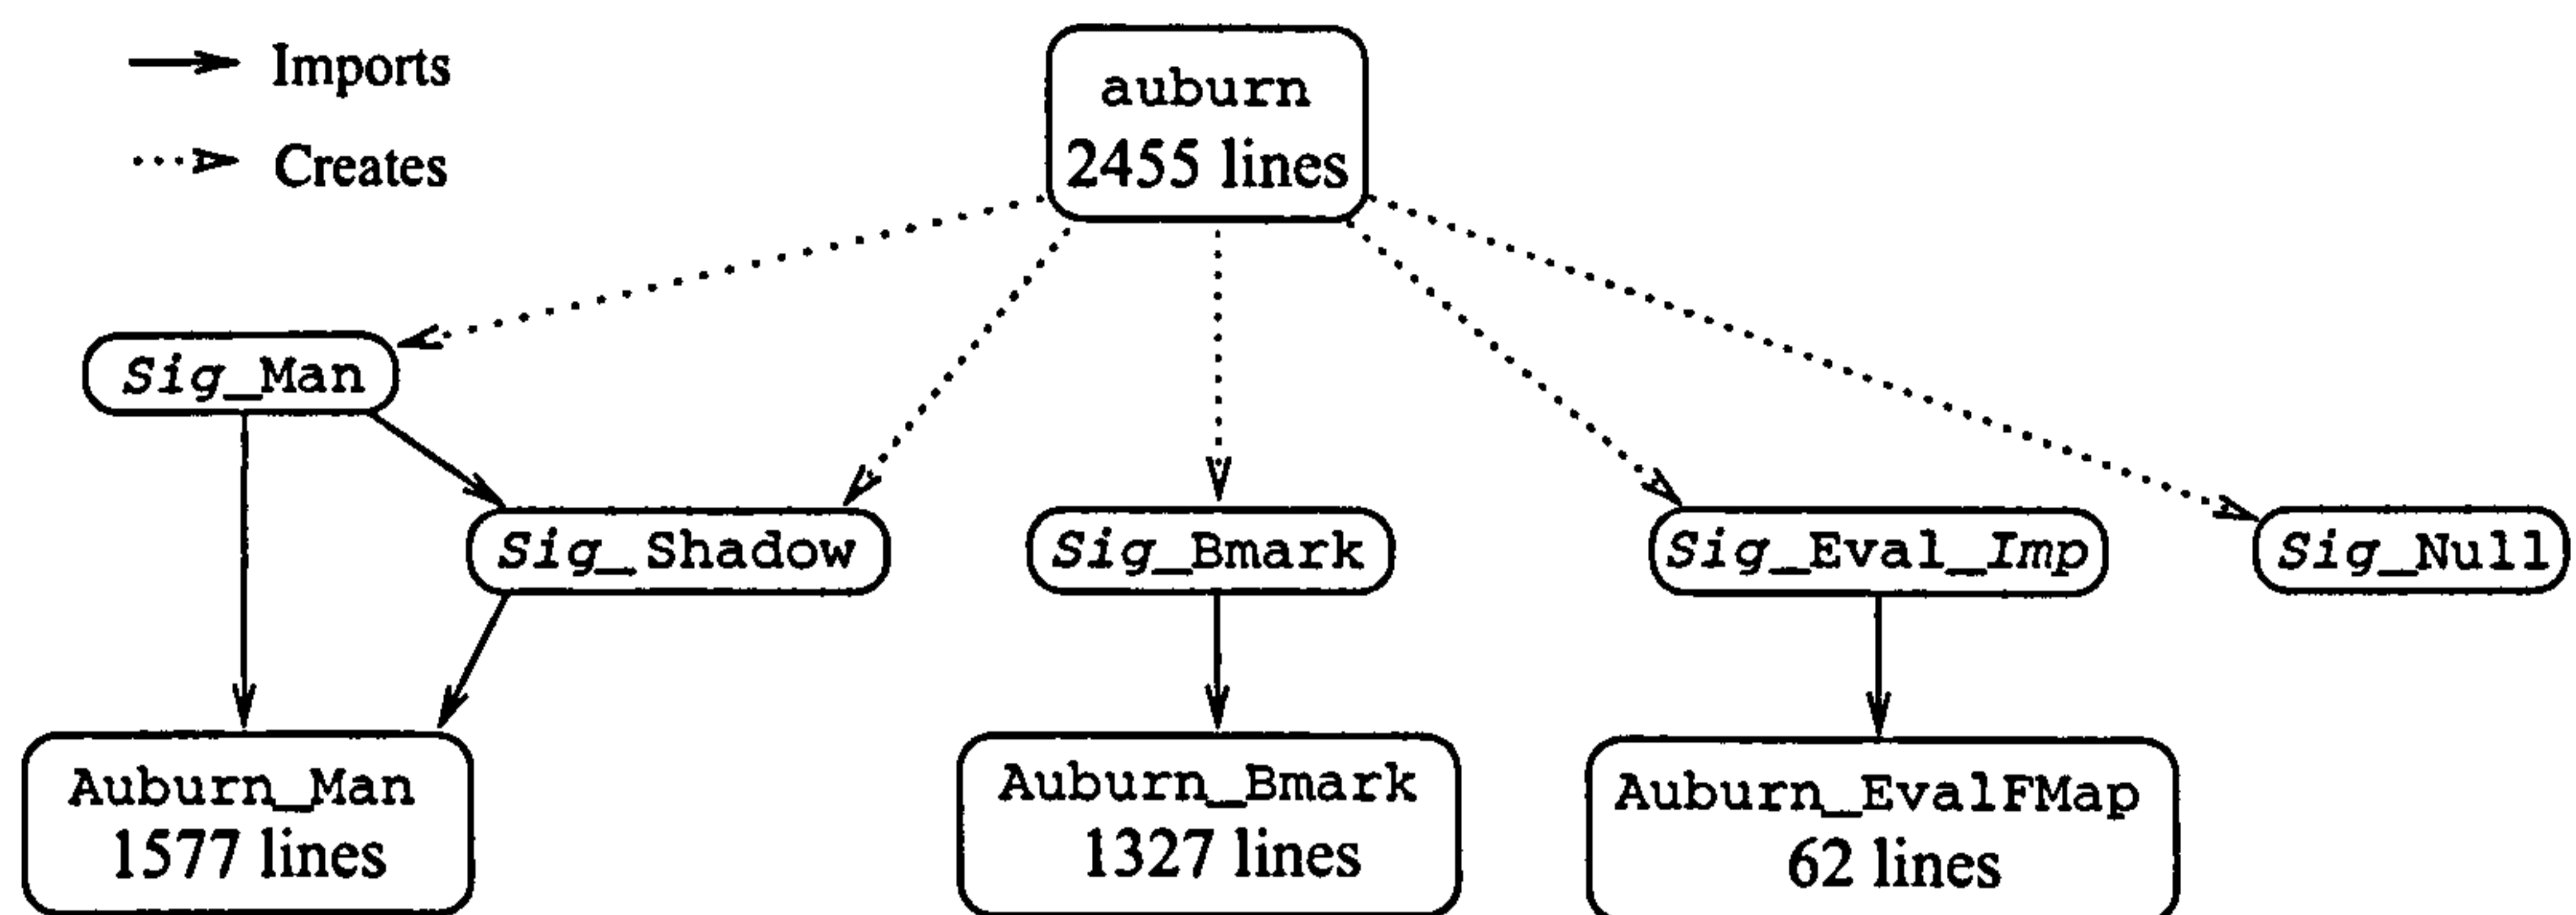 Imports
Creates
auburn
2455 lines
Sig_Man
Sig_Shadow
Sig_Bmark
Sig_Eval_Imp
Sig_Null
Auburn_Man
1577 lines
Auburn_Bmark
1327 lines
Auburn_EvalFMap
62 lines